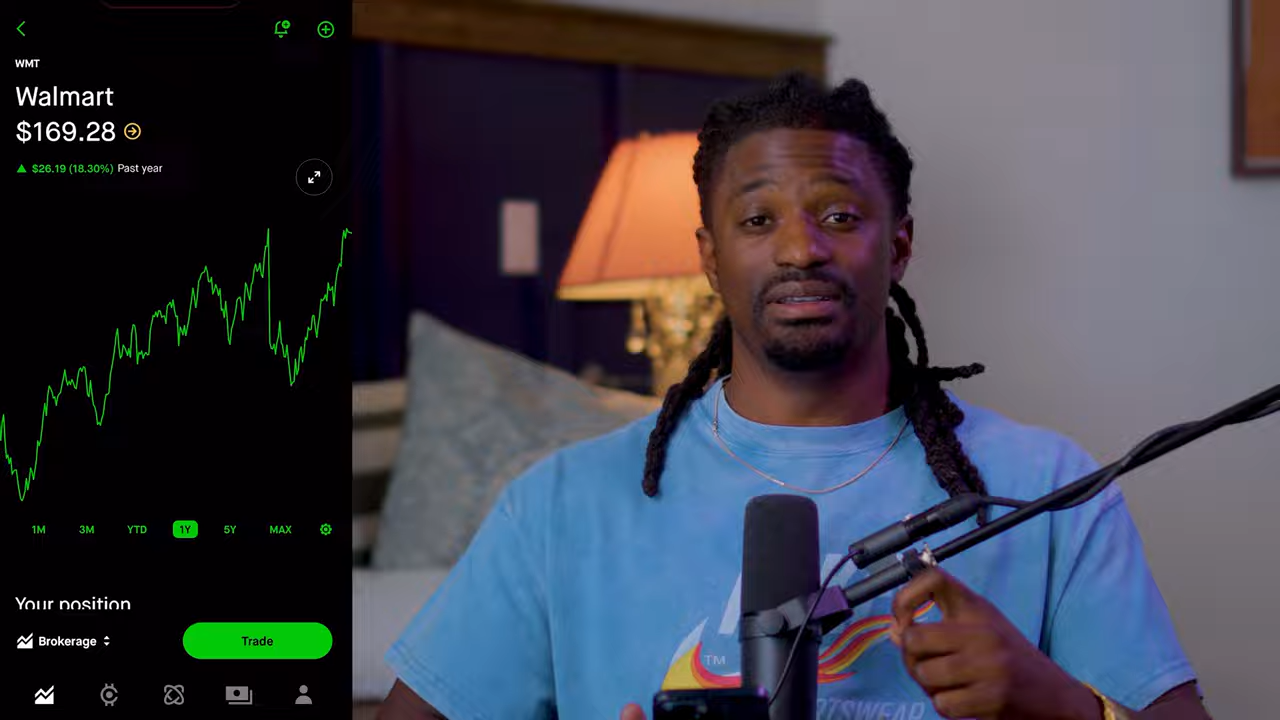 WMT
Walmart
$169.28
$26.19 (18.30%) Past year
1M 3M YTD 1Y 5Y MAX
Your position
Brokerage
Trade
TM